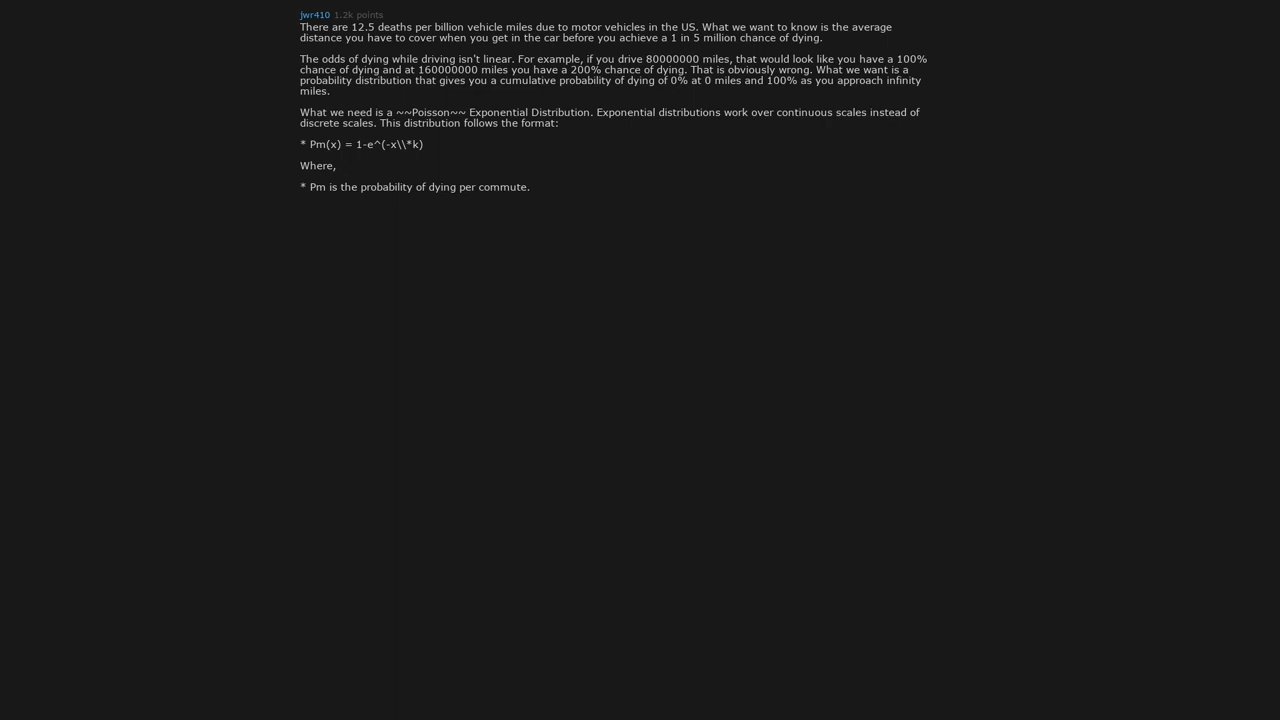 jwr410 1.2k points
There are 12.5 deaths per billion vehicle miles due to motor vehicles in the US. What we want to know is the average
distance you have to cover when you get in the car before you achieve a 1 in 5 million chance of dying.
The odds of dying while driving isn't linear. For example, if you drive 80000000 miles, that would look like you have a 100%
chance of dying and at 160000000 miles you have a 200% chance of dying. That is obviously wrong. What we want is a
probability distribution that gives you a cumulative probability of dying of 0% at 0 miles and 100% as you approach infinity
miles.
What we need is a ~~Poisson~~ Exponential Distribution. Exponential distributions work over continuous scales instead of
discrete scales. This distribution follows the format:
* Pm(x) = 1-e^(-x\\*k)
Where,
* Pm is the probability of dying per commute.